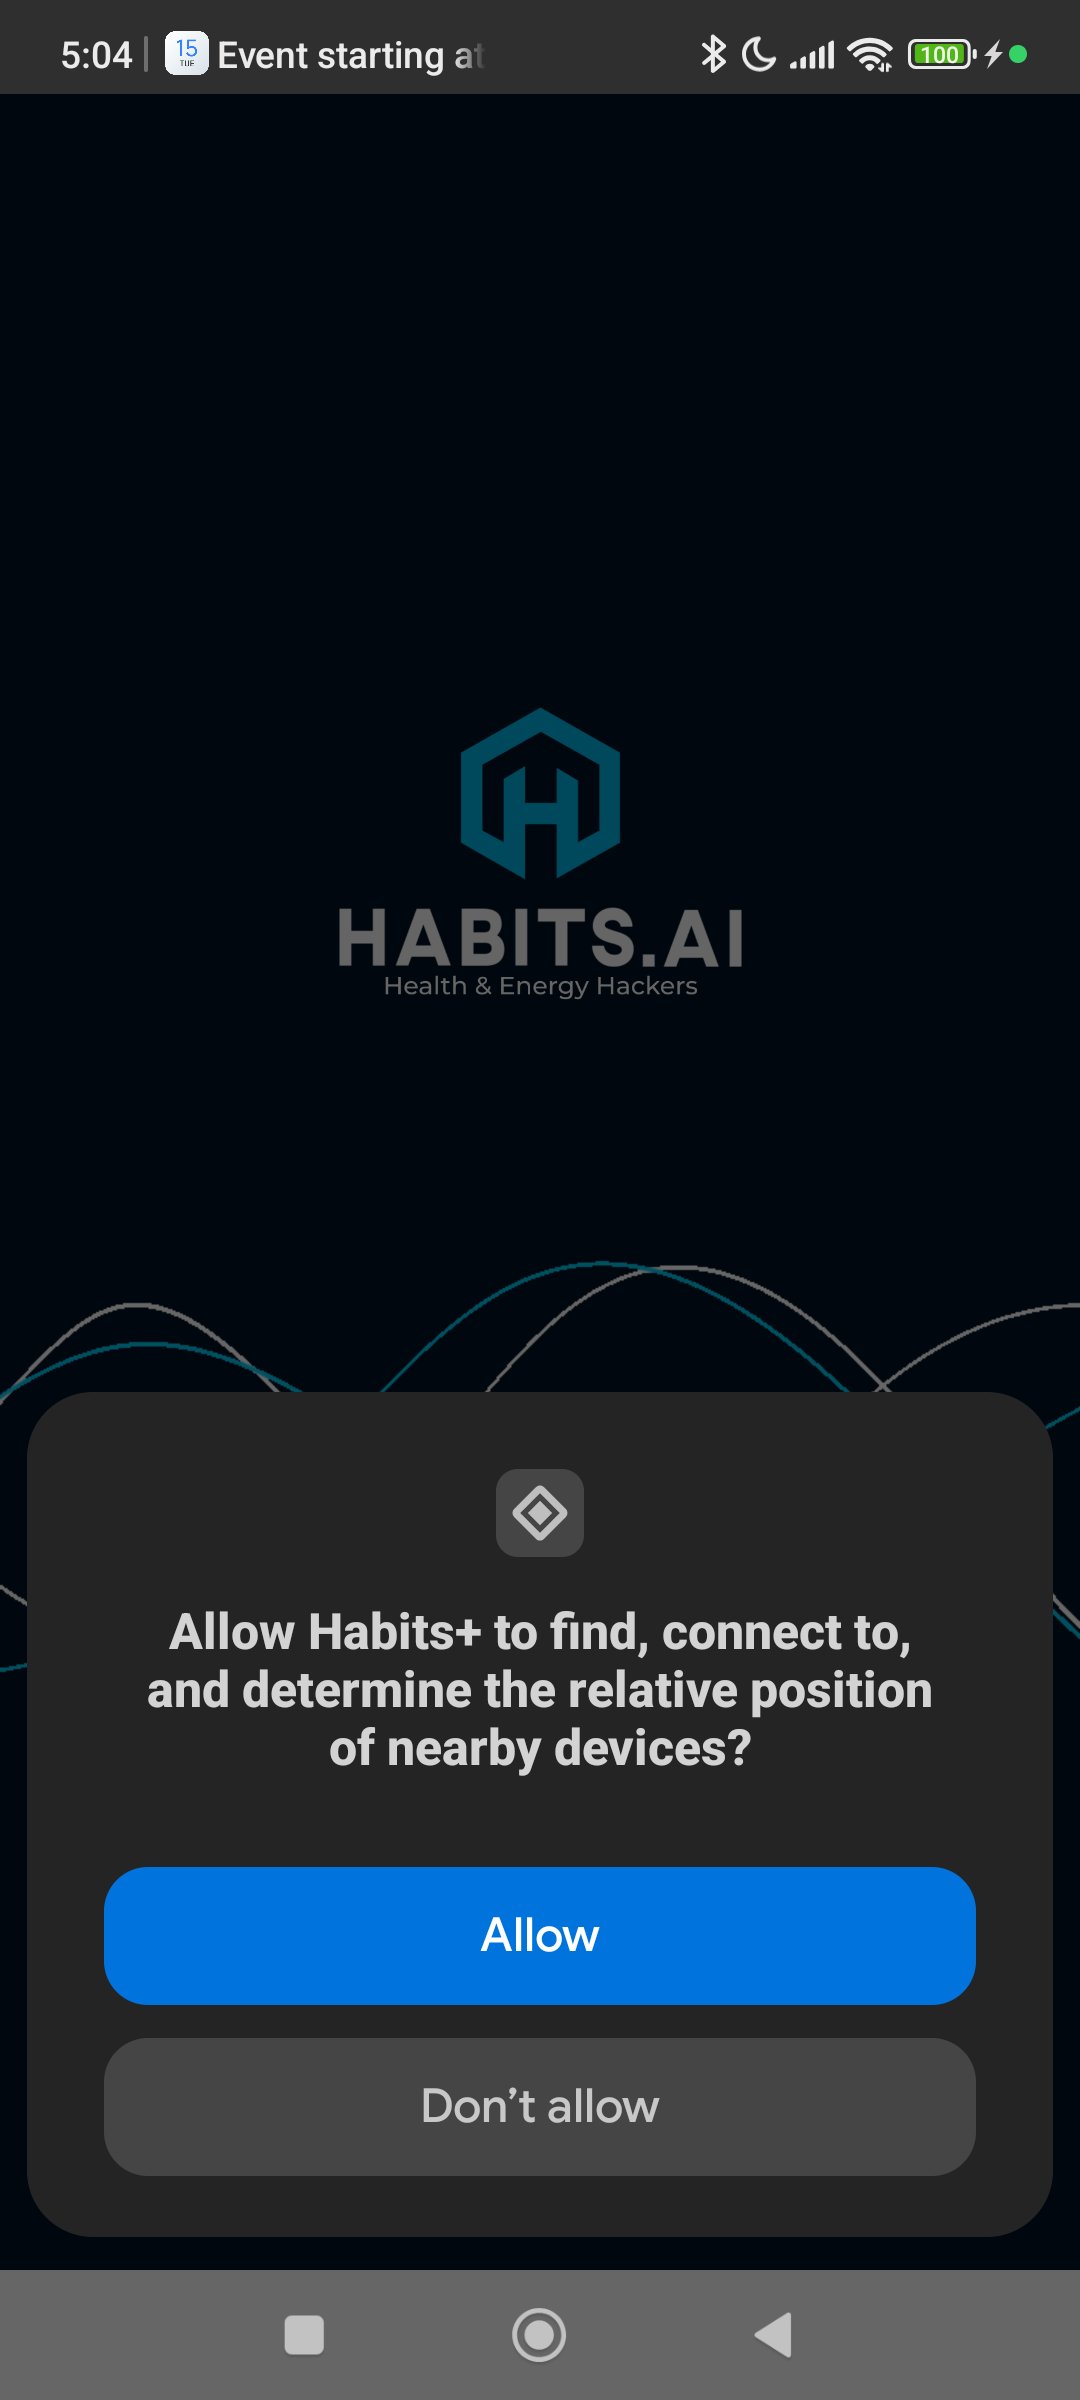 5:04
15
TUE
Event starting at
100
HABITS.AI
Health & Energy Hackers
Allow Habits+ to find, connect to,
and determine the relative position
of nearby devices?
Allow
Don’t allow